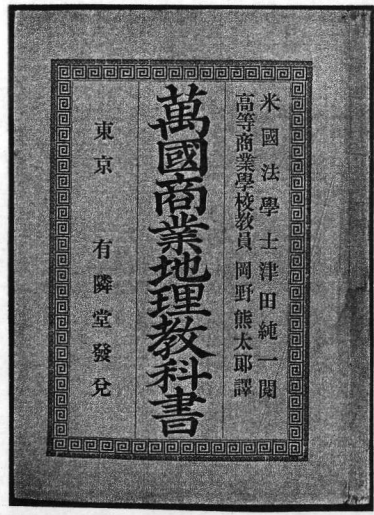 米國法學士津田純一閲
高等商業學校教員 岡野熊太郎譯
萬國商業地理教科書
東京 有隣堂發兌